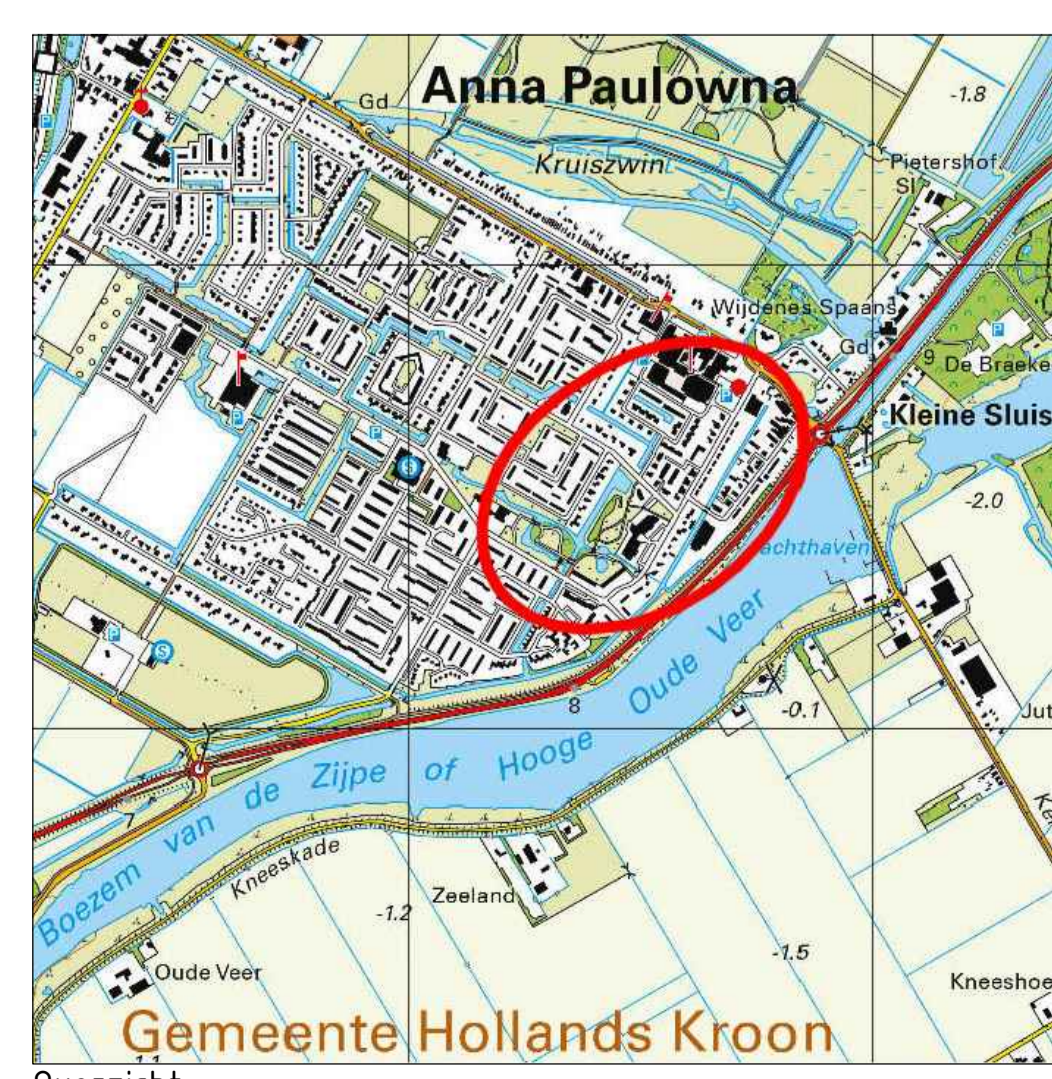 Anna Paulowna
Gd
-1.8
Kruiszwin
Pietershof.
Sl
Wijdenes Spaans
Gd
9
De Braeke
Kleine Sluis
-2.0
achthaven
Oude Veer
8
-0.1
Jut
Boezem van de Zijpe of Hooge
7
Kneeskade
Zeeland
-1.2
-1.5
Oude Veer
Kneeshoe
Gemeente Hollands Kroon
P
P
P
P
P
P
P
S
S